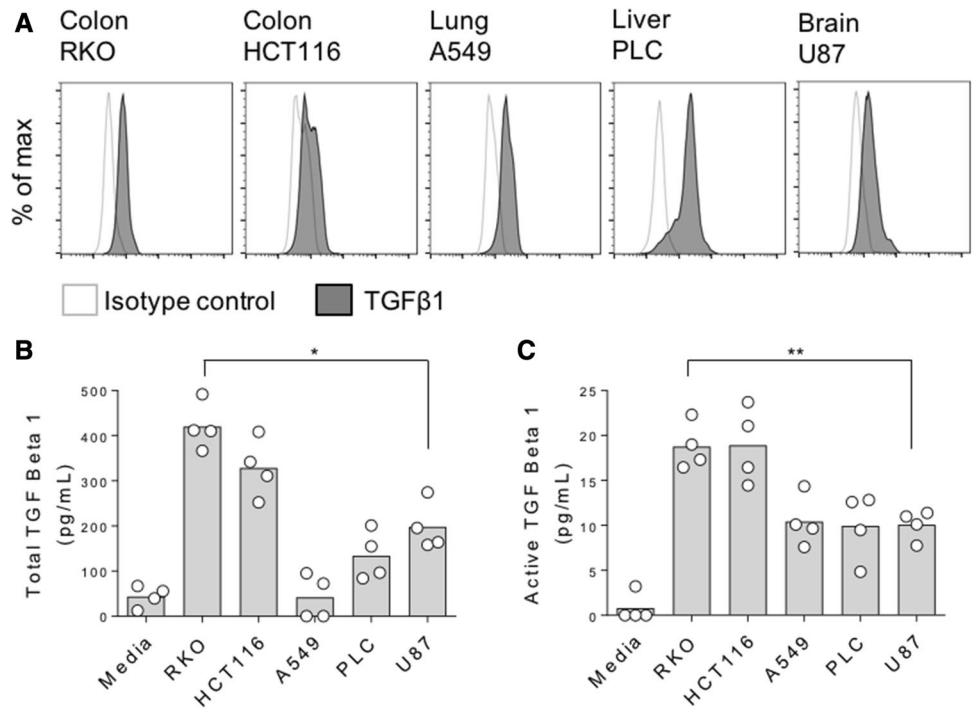 A
Colon
RKO
Colon
HCT116
Lung
A549
Liver
PLC
Brain
U87
% of max
Isotype control
TGFβ1
B
*
Total TGF Beta 1
(pg/mL)
500
400
300
200
100
0
Media
RKO
HCT116
A549
PLC
U87
C
**
Active TGF Beta 1
(pg/mL)
25
20
15
10
5
0
Media
RKO
HCT116
A549
PLC
U87